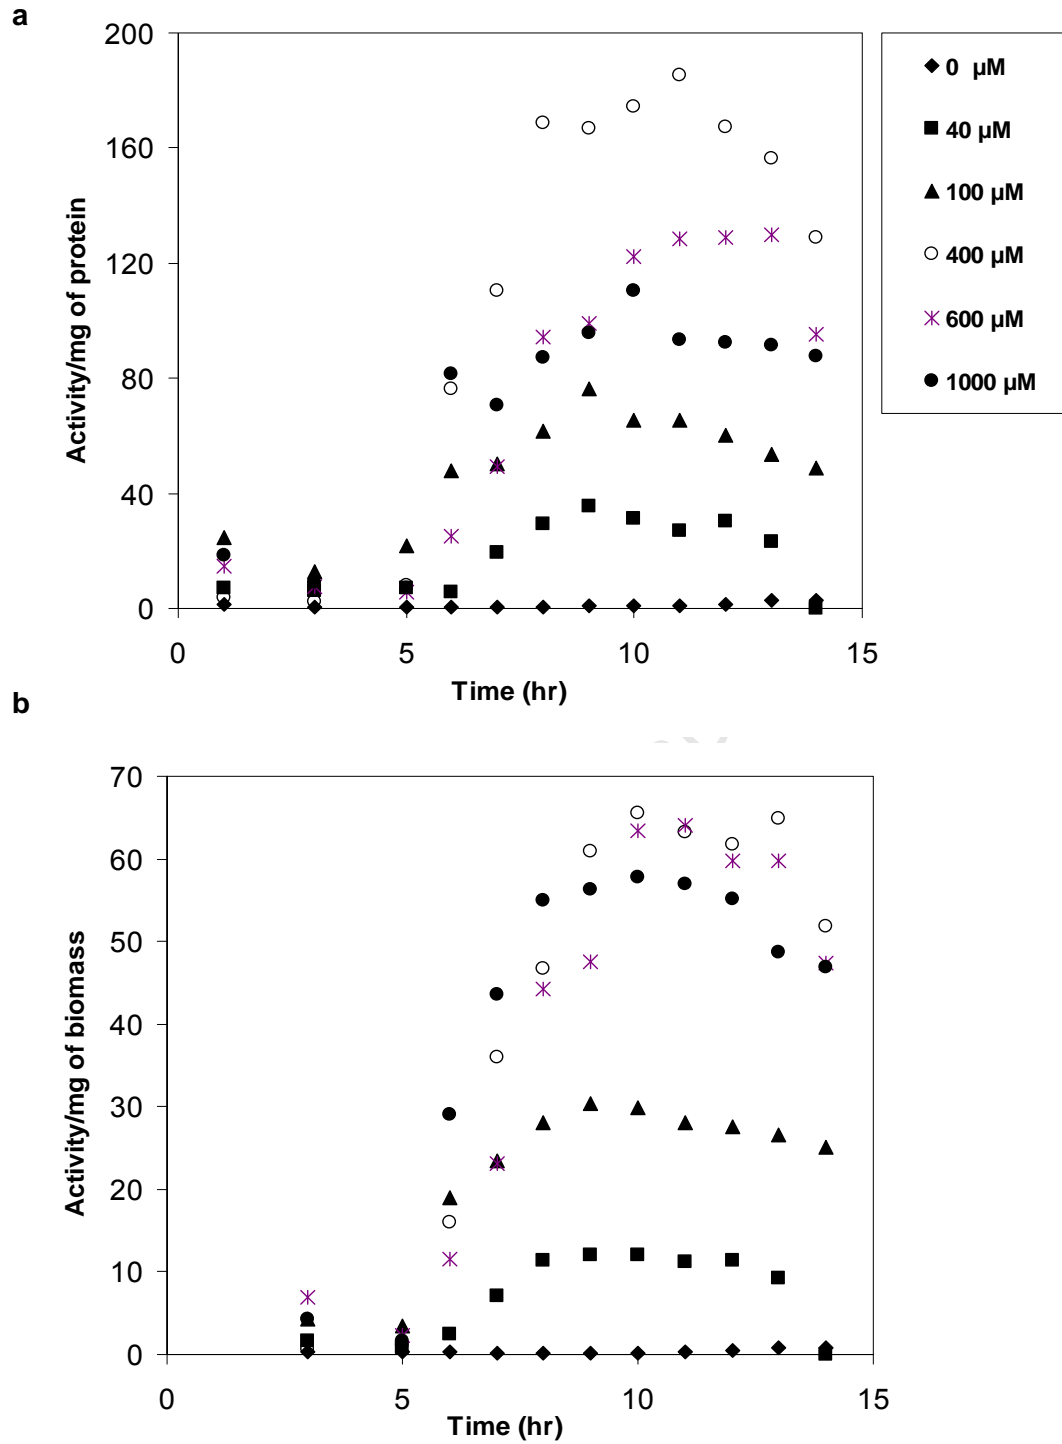 a
200
160
120
80
40
0
0 5 10 15
Activity/mg of protein
Time (hr)
0 µM
40 µM
100 µM
400 µM
600 µM
1000 µM
b
70
60
50
40
30
20
10
0
0 5 10 15
Activity/mg of biomass
Time (hr)